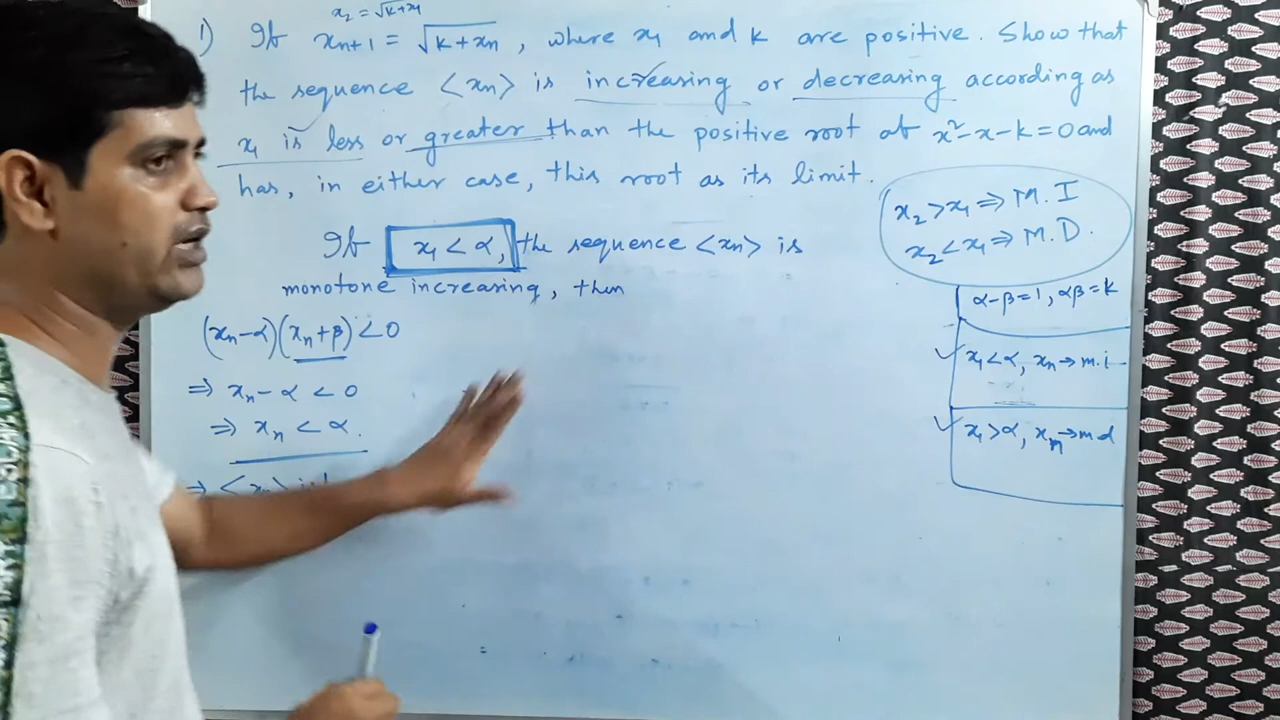 x₂ = √k+x₁
1) If xₙ₊₁ = √k+xₙ, where x₁ and k are positive. Show that
the sequence <xₙ> is increasing or decreasing according as
x₁ is less or greater than the positive root of x²-x-k=0 and
has, in either case, this root as its limit.
x₂>x₁ ⇒ M.I
x₂<x₁ ⇒ M.D.
If x₁ < α, the sequence <xₙ> is
monotone increasing, then
(xₙ-α)(xₙ+β)<0
⇒ xₙ-α < 0
⇒ xₙ < α.
⇒ <xₙ> is
α-β=1, αβ=k
✓ x₁<α, xₙ→m.i
✓ x₁>α, xₙ→m d